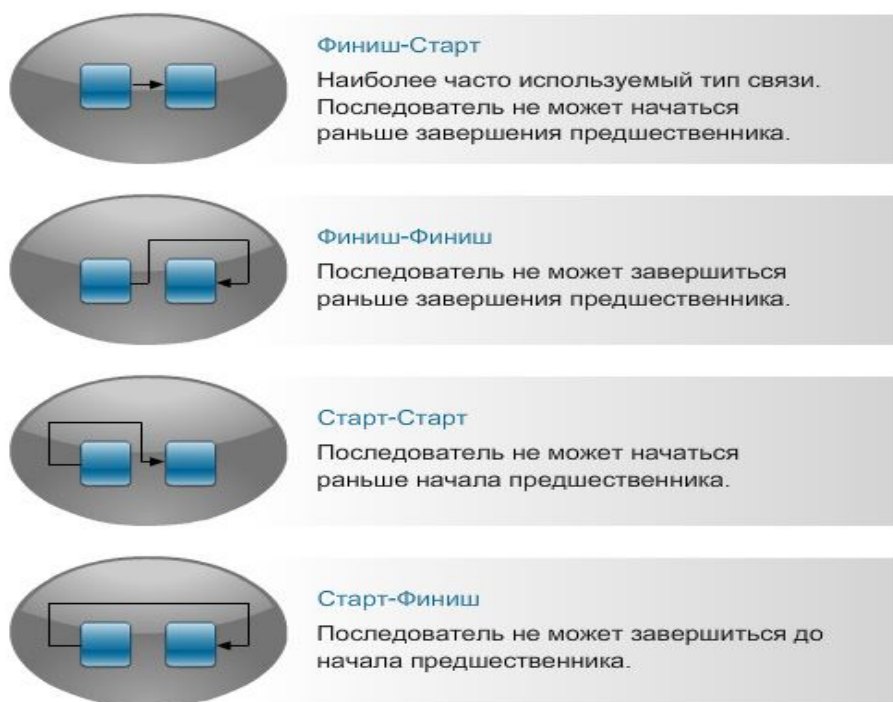 Финиш-Старт
Наиболее часто используемый тип связи.
Последователь не может начаться
раньше завершения предшественника.
Финиш-Финиш
Последователь не может завершиться
раньше завершения предшественника.
Старт-Старт
Последователь не может начаться
раньше начала предшественника.
Старт-Финиш
Последователь не может завершиться до
начала предшественника.